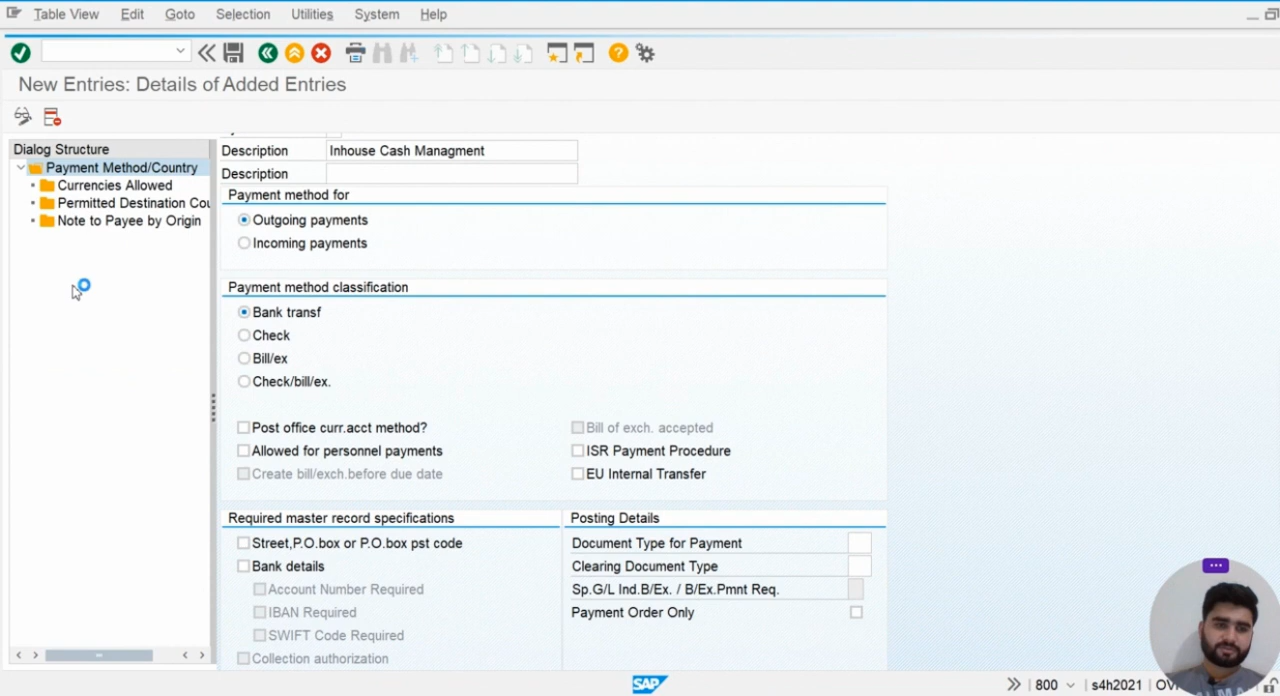 Table View Edit Goto Selection Utilities System Help
New Entries: Details of Added Entries
Dialog Structure
Payment Method/Country
Currencies Allowed
Permitted Destination Cou
Note to Payee by Origin
Description Inhouse Cash Managment
Description
Payment method for
Outgoing payments
Incoming payments
Payment method classification
Bank transf
Check
Bill/ex
Check/bill/ex.
Post office curr.acct method? Bill of exch. accepted
Allowed for personnel payments ISR Payment Procedure
Create bill/exch.before due date EU Internal Transfer
Required master record specifications Posting Details
Street,P.O.box or P.O.box pst code Document Type for Payment
Bank details Clearing Document Type
Account Number Required Sp.G/L Ind.B/Ex. / B/Ex.Pmnt Req.
IBAN Required Payment Order Only
SWIFT Code Required
Collection authorization
SAP 800 s4h2021